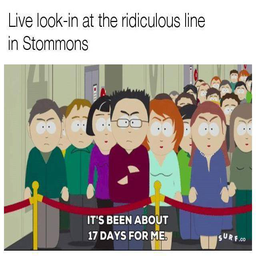 Live look-in at the ridiculous line
in Stommons
IT'S BEEN ABOUT
17 DAYS FOR ME.
SURF.co